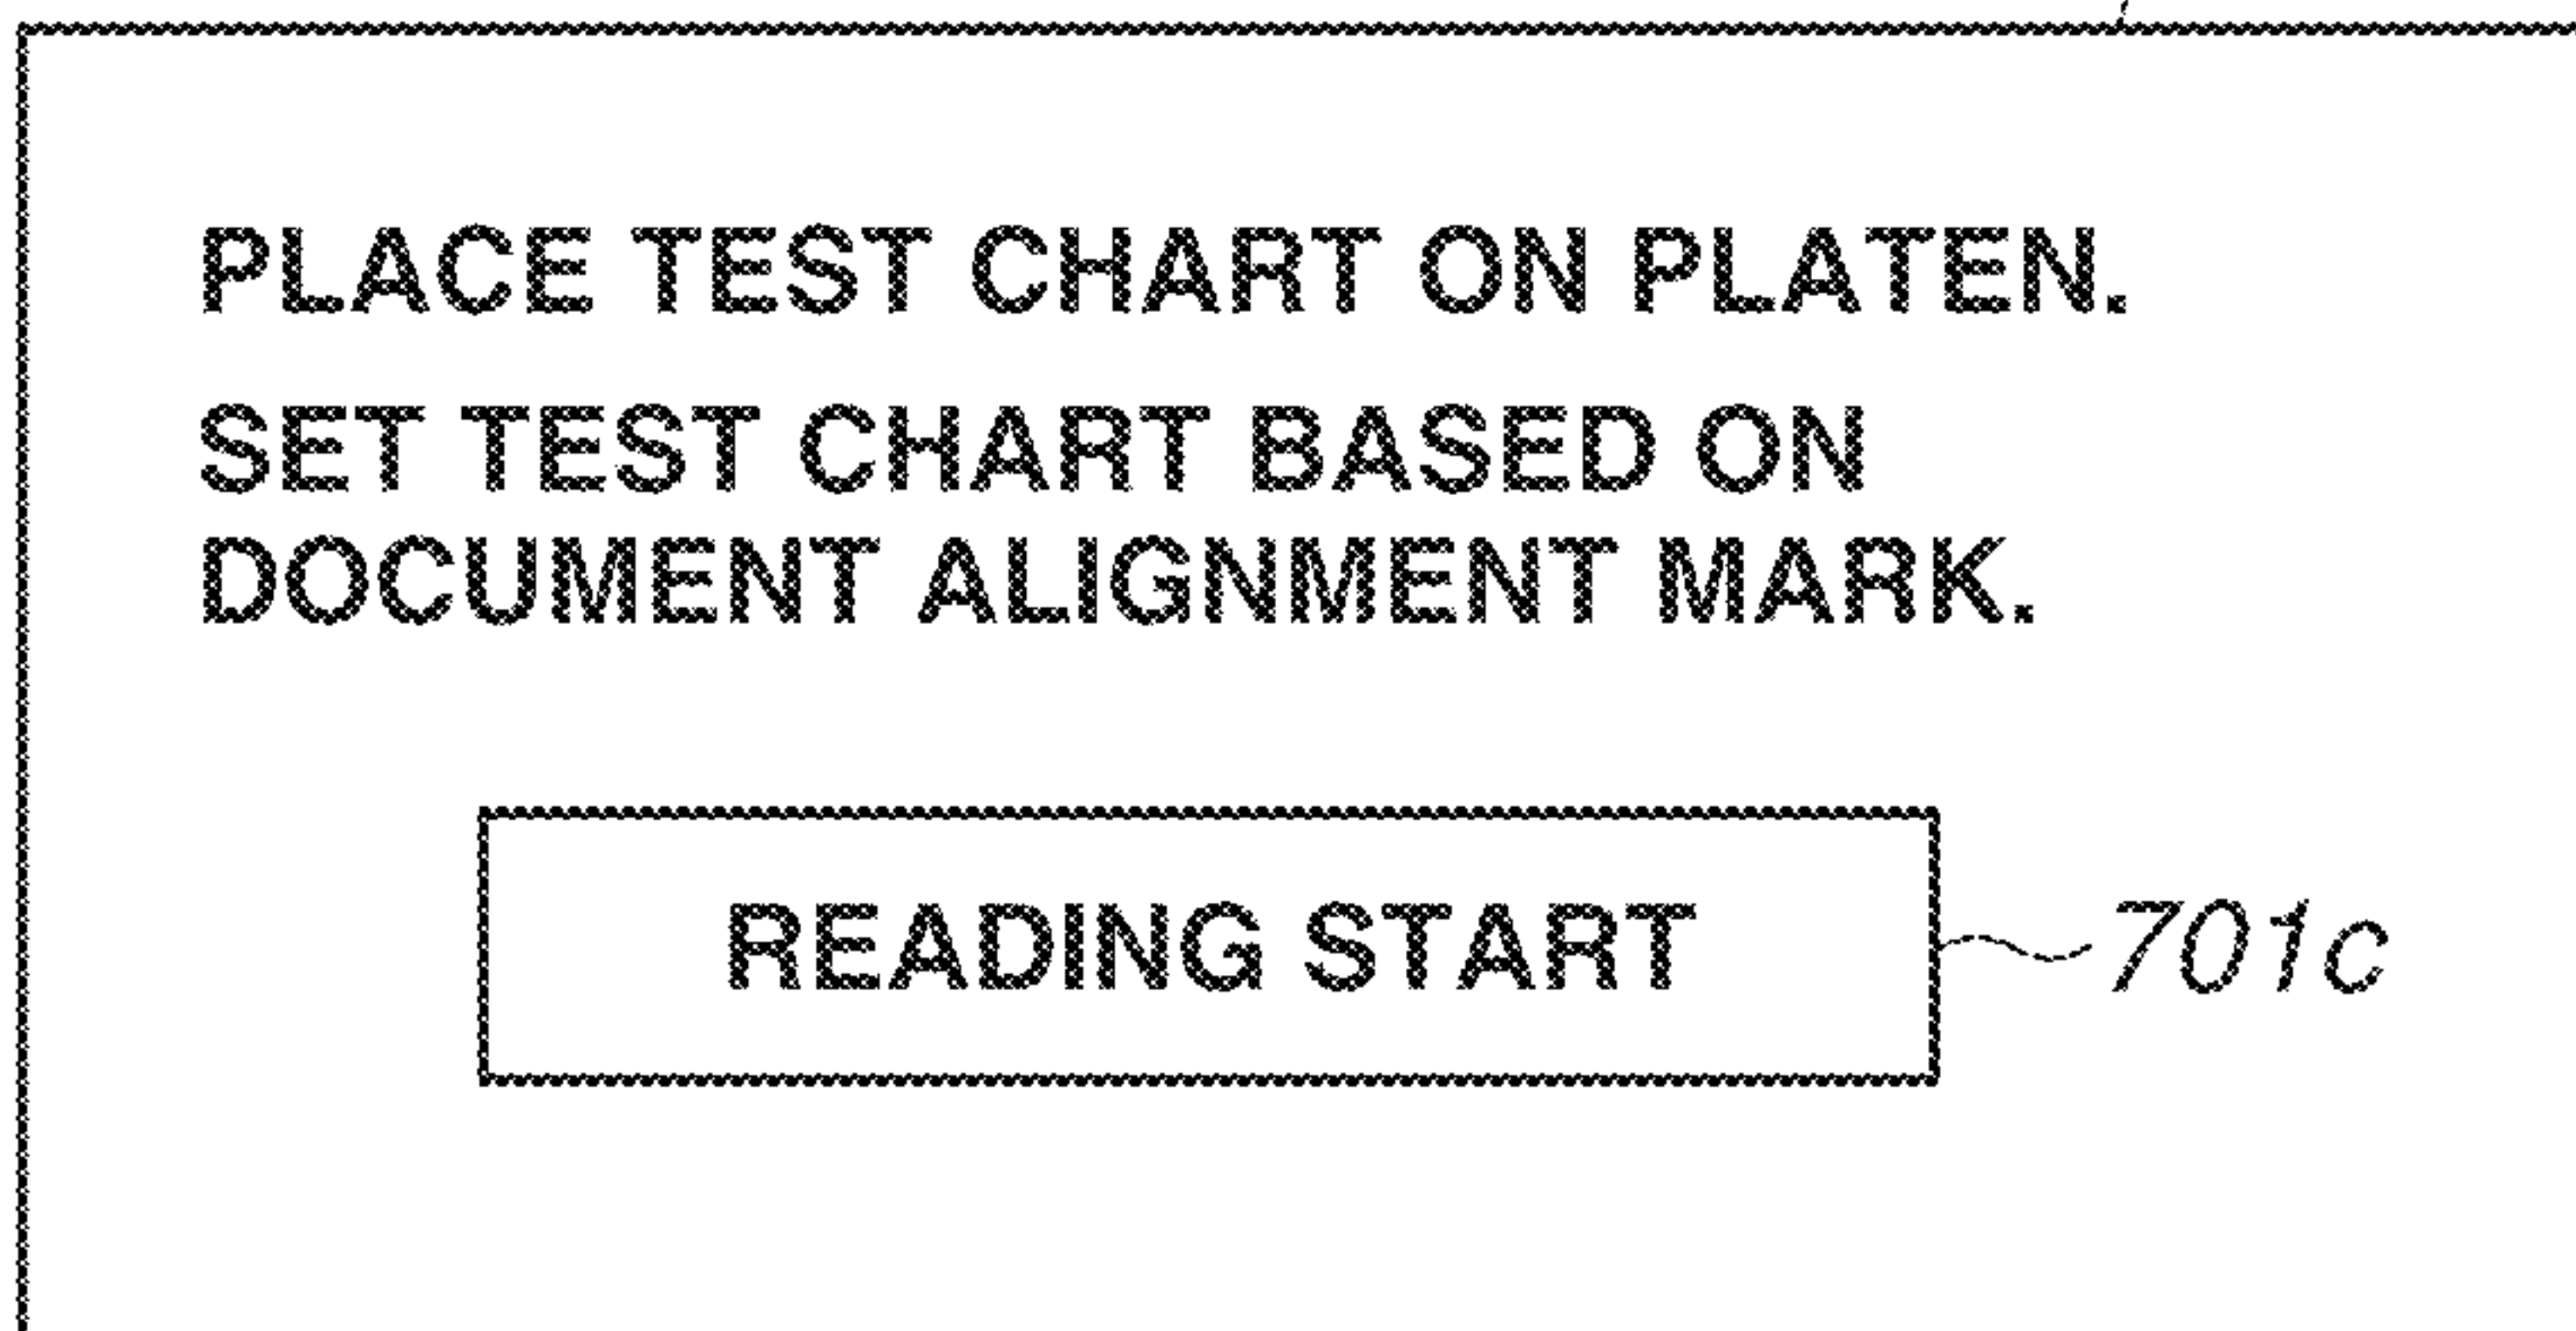 PLACE TEST CHART ON PLATEN.
SET TEST CHART BASED ON
DOCUMENT ALIGNMENT MARK.
READING START
701c